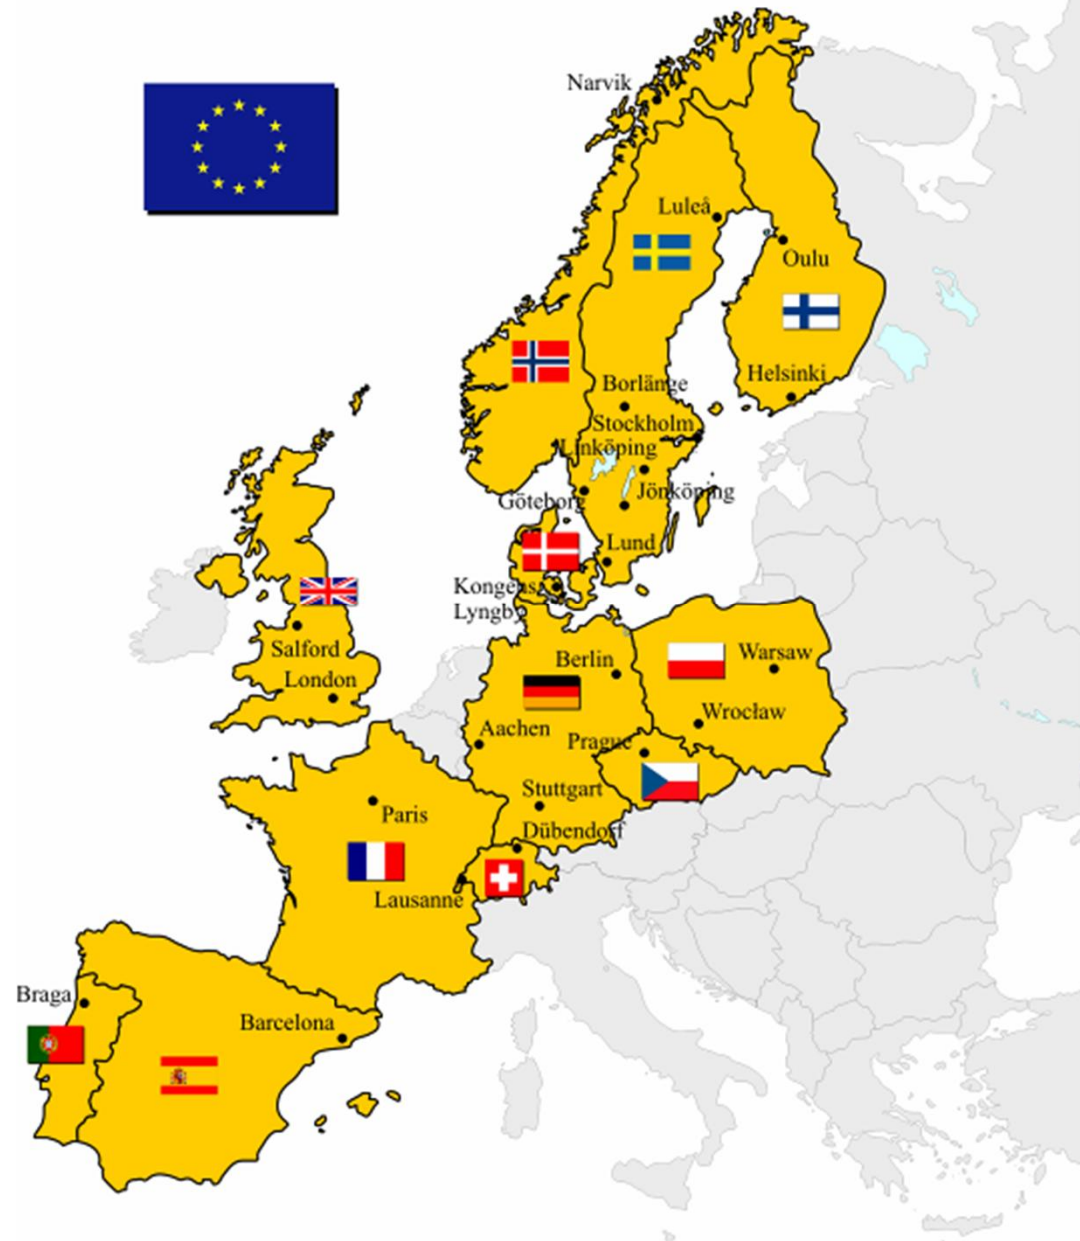 Narvik
Luleå
Oulu
Helsinki
Borlänge
Stockholm
Linköping
Jönköping
Göteborg
Lund
Kongens
Lyngby
Salford
London
Berlin
Warsaw
Wrocław
Aachen
Prague
Stuttgart
Paris
Dübendorf
Lausanne
Braga
Barcelona